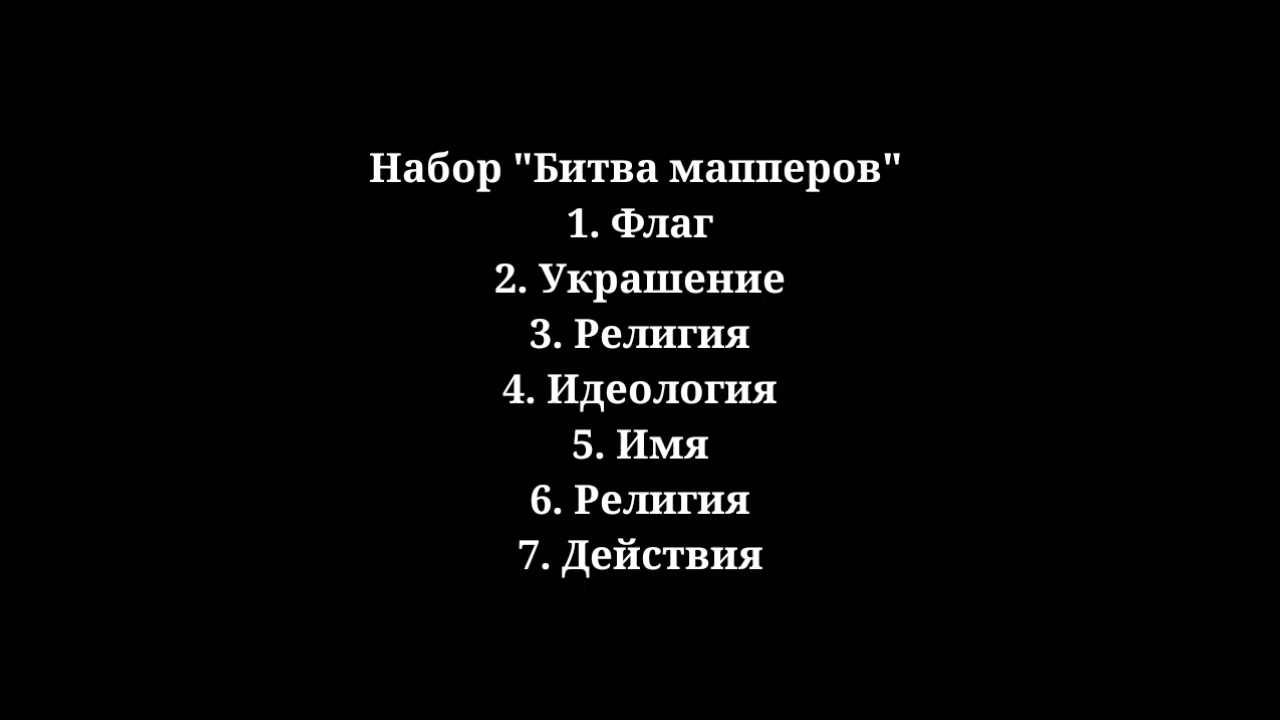 Набор "Битва мапперов"
1. Флаг
2. Украшение
3. Религия
4. Идеология
5. Имя
6. Религия
7. Действия